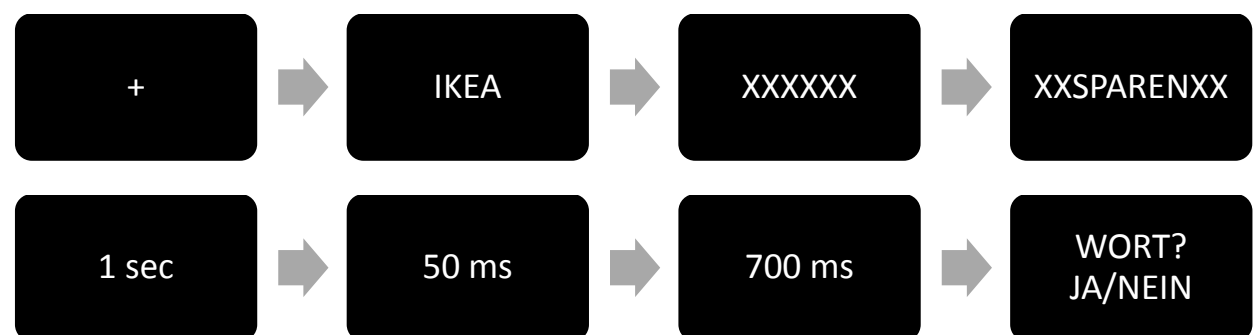 +
IKEA
XXXXXX
XXSPARENXX
1 sec
50 ms
700 ms
WORT?
JA/NEIN